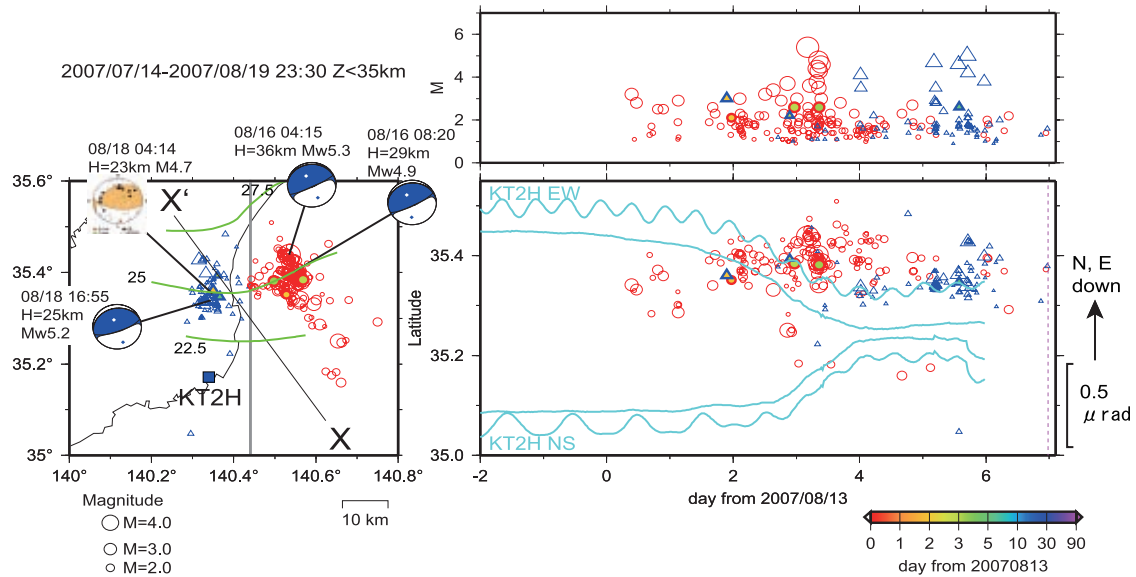 2007/07/14-2007/08/19 23:30 Z<35km
08/16 04:15
H=36km Mw5.3
08/16 08:20
H=29km
Mw4.9
08/18 04:14
H=23km M4.7
08/18 16:55
H=25km
Mw5.2
X'
X
27.5
25
22.5
KT2H
35.6°
35.4°
35.2°
35°
140°
140.2°
140.4°
140.6°
140.8°
Magnitude
M=4.0
M=3.0
M=2.0
10 km
M
6
4
2
0
Latitude
35.6
35.4
35.2
35.0
KT2H EW
KT2H NS
-2
0
2
4
6
day from 2007/08/13
N, E
down
0.5
μ rad
0 1 2 3 5 10 30 90
day from 20070813